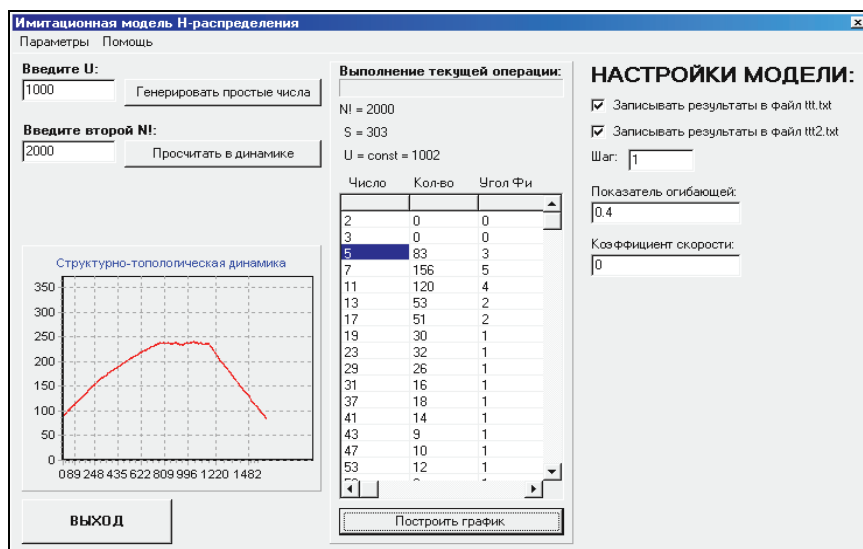 Имитационная модель Н-распределения
Параметры Помощь
Введите U:
1000
Генерировать простые числа
Введите второй N!:
2000
Просчитать в динамике
Структурно-топологическая динамика
350
300
250
200
150
100
50
0
089 248 435 622 809 996 1220 1482
ВЫХОД
Выполнение текущей операции:
N! = 2000
S = 303
U = const = 1002
Число Кол-во Угол Фи
2 0 0
3 0 0
5 83 3
7 156 5
11 120 4
13 53 2
17 51 2
19 30 1
23 32 1
29 26 1
31 16 1
37 18 1
41 14 1
43 9 1
47 10 1
53 12 1
Построить график
НАСТРОЙКИ МОДЕЛИ:
Записывать результаты в файл ttt.txt
Записывать результаты в файл ttt2.txt
Шаг: 1
Показатель огибающей:
0.4
Коэффициент скорости:
0